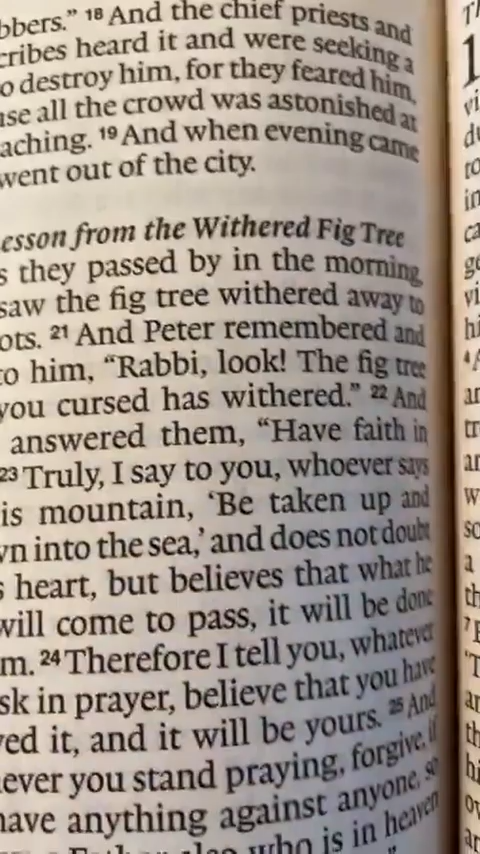 bbers.” 18 And the chief priests and
cribes heard it and were seeking a
o destroy him, for they feared him,
use all the crowd was astonished at
aching. 19 And when evening came
went out of the city.
esson from the Withered Fig Tree
s they passed by in the morning,
saw the fig tree withered away to
ots. 21 And Peter remembered and
to him, “Rabbi, look! The fig tree
you cursed has withered.” 22 And
answered them, “Have faith in
23 Truly, I say to you, whoever says
is mountain, ‘Be taken up and
wn into the sea,’ and does not doubt
s heart, but believes that what he
will come to pass, it will be done
m. 24 Therefore I tell you, whatever
sk in prayer, believe that you have
ved it, and it will be yours. 25 And
never you stand praying, forgive, if
have anything against anyone, so
Father also who is in heaven